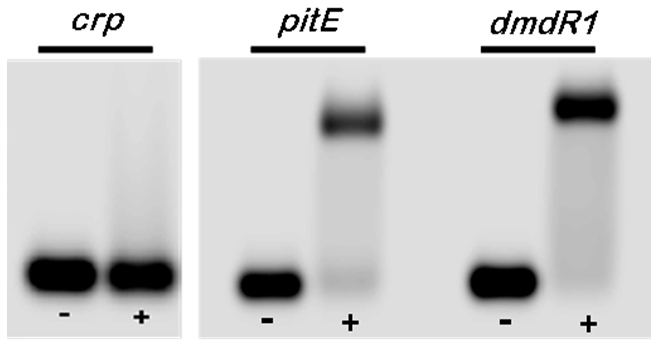 crp pitE dmdR1
- + - + - +